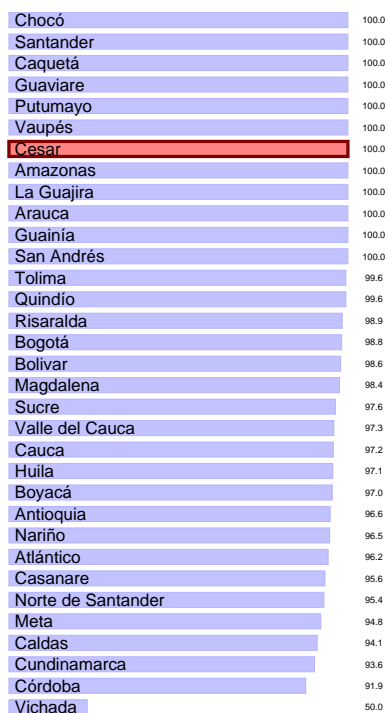 Chocó 100.0
Santander 100.0
Caquetá 100.0
Guaviare 100.0
Putumayo 100.0
Vaupés 100.0
Cesar 100.0
Amazonas 100.0
La Guajira 100.0
Arauca 100.0
Guainía 100.0
San Andrés 100.0
Tolima 99.6
Quindío 99.6
Risaralda 98.9
Bogotá 98.8
Bolivar 98.6
Magdalena 98.4
Sucre 97.6
Valle del Cauca 97.3
Cauca 97.2
Huila 97.1
Boyacá 97.0
Antioquia 96.6
Nariño 96.5
Atlántico 96.2
Casanare 95.6
Norte de Santander 95.4
Meta 94.8
Caldas 94.1
Cundinamarca 93.6
Córdoba 91.9
Vichada 50.0